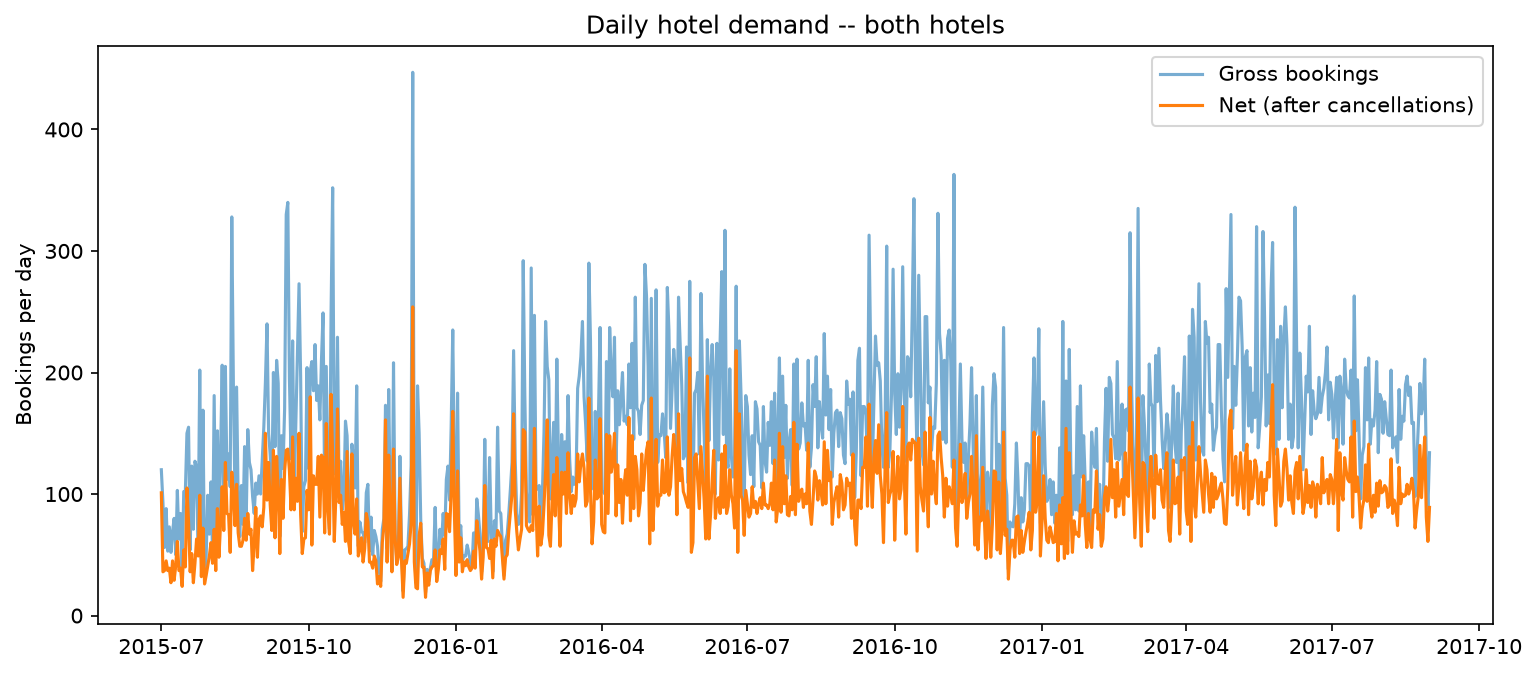 Daily hotel demand -- both hotels
Gross bookings
Net (after cancellations)
Bookings per day
400
300
200
100
0
2015-07 2015-10 2016-01 2016-04 2016-07 2016-10 2017-01 2017-04 2017-07 2017-10